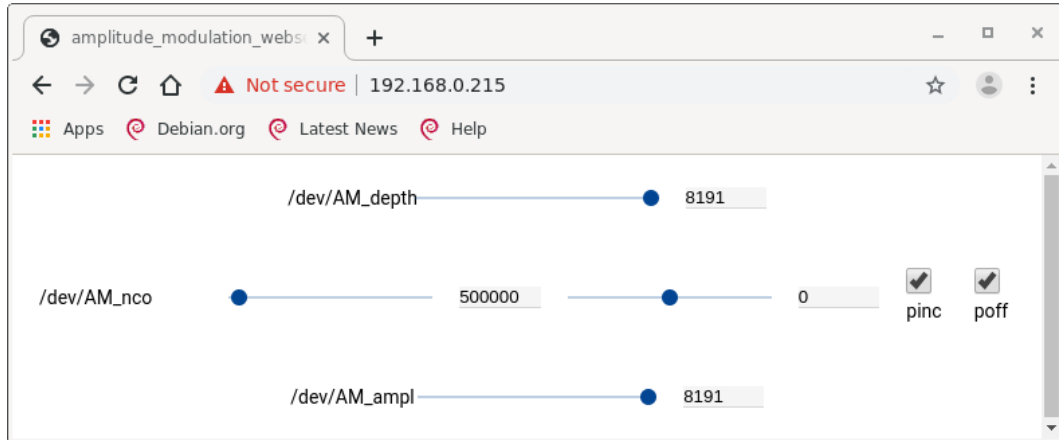 amplitude_modulation_webs
Not secure | 192.168.0.215
Apps Debian.org Latest News Help
/dev/AM_depth 8191
/dev/AM_nco 500000 0 pinc poff
/dev/AM_ampl 8191